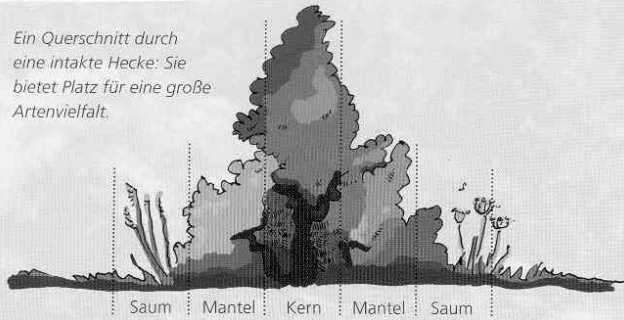 Ein Querschnitt durch
eine intakte Hecke: Sie
bietet Platz für eine große
Artenvielfalt.
Saum Mantel Kern Mantel Saum